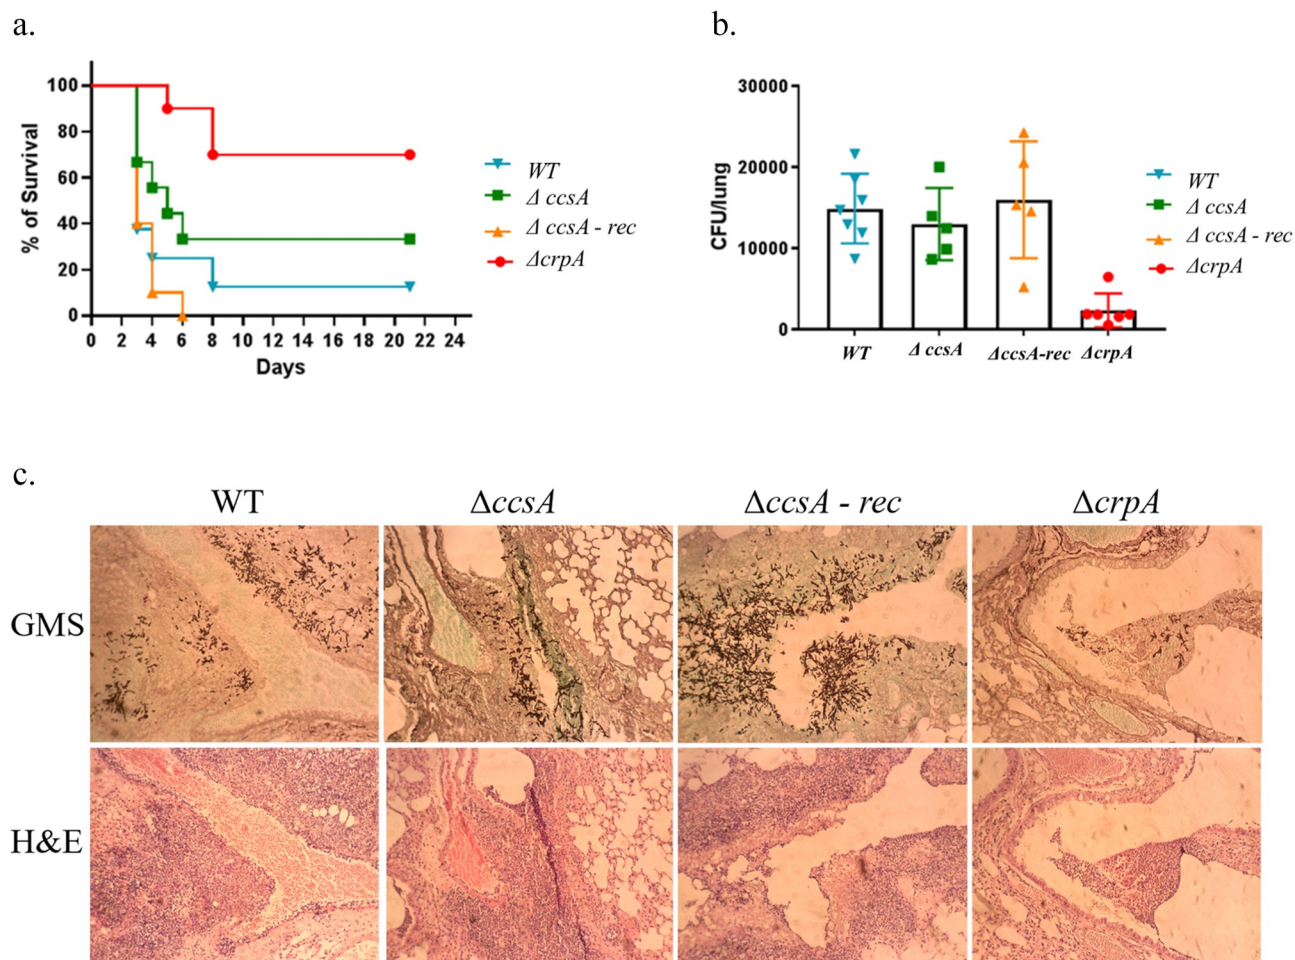 a.
100
80
60
40
20
0
% of Survival
0 2 4 6 8 10 12 14 16 18 20 22 24
Days
WT
Δ ccsA
Δ ccsA - rec
ΔcrpA
b.
30000
20000
10000
0
CFU/lung
WT Δ ccsA ΔccsA-rec ΔcrpA
WT
Δ ccsA
Δ ccsA - rec
ΔcrpA
c.
WT ΔccsA ΔccsA - rec ΔcrpA
GMS
H&E